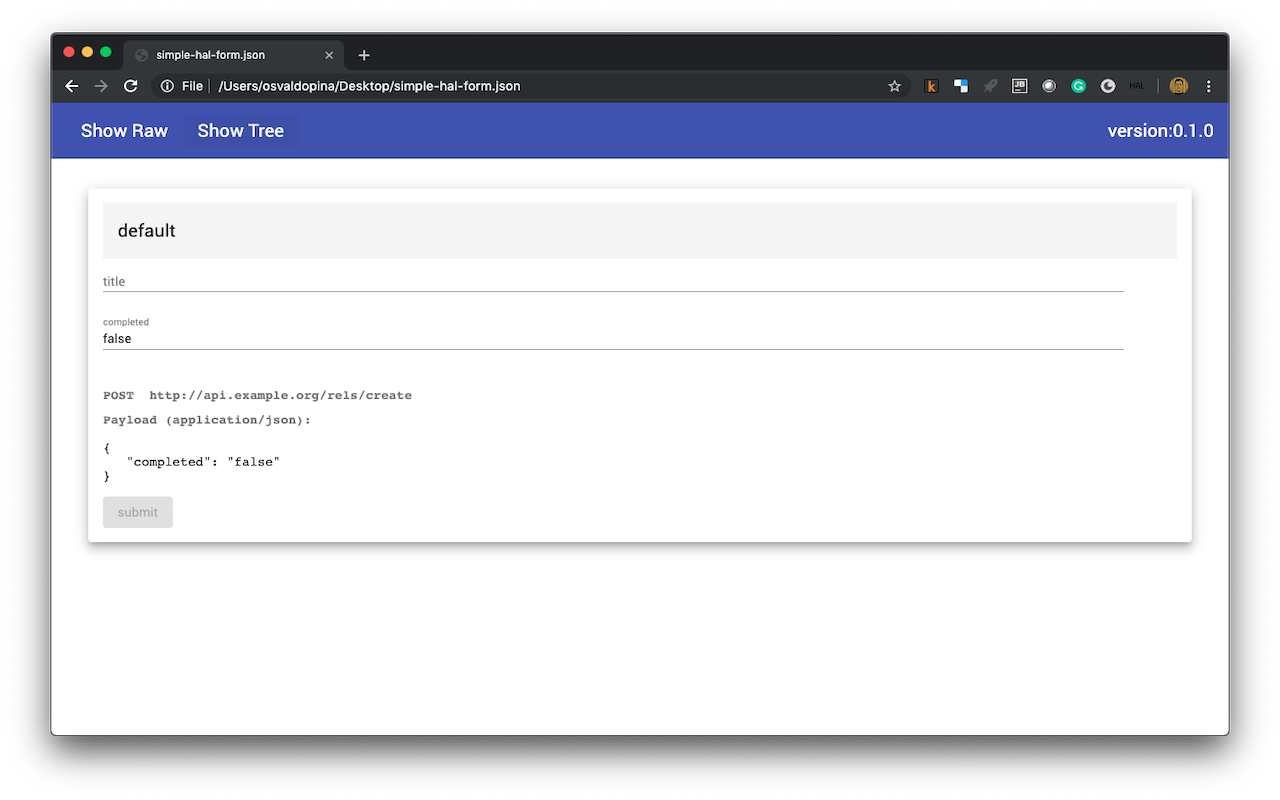 simple-hal-form.json
File /Users/osvaldopina/Desktop/simple-hal-form.json k JB HAL
Show Raw Show Tree version:0.1.0
default
title
completed
false
POST http://api.example.org/rels/create
Payload (application/json):
{
"completed": "false"
}
submit